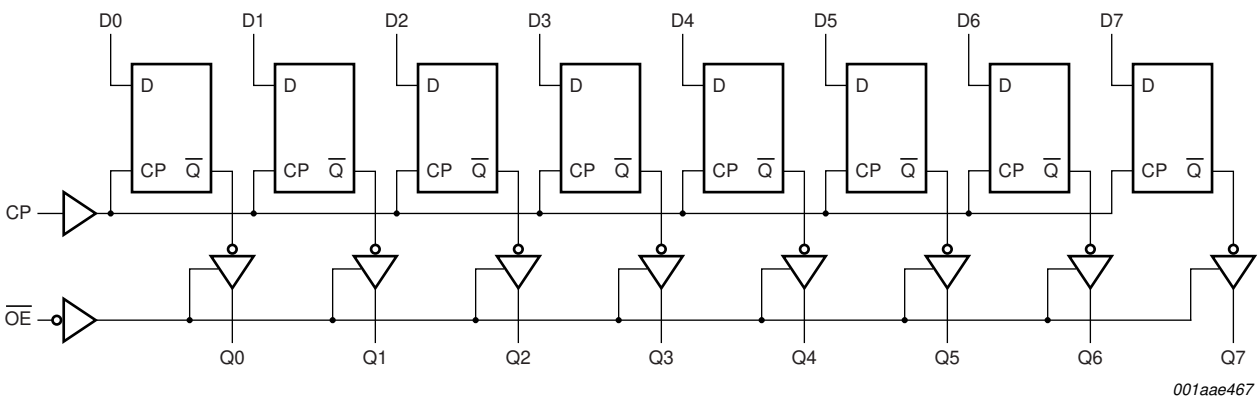 D0 D1 D2 D3 D4 D5 D6 D7
D D D D D D D D
CP Q̅ CP Q̅ CP Q̅ CP Q̅ CP Q̅ CP Q̅ CP Q̅ CP Q̅
CP
O̅E̅
Q0 Q1 Q2 Q3 Q4 Q5 Q6 Q7
001aae467